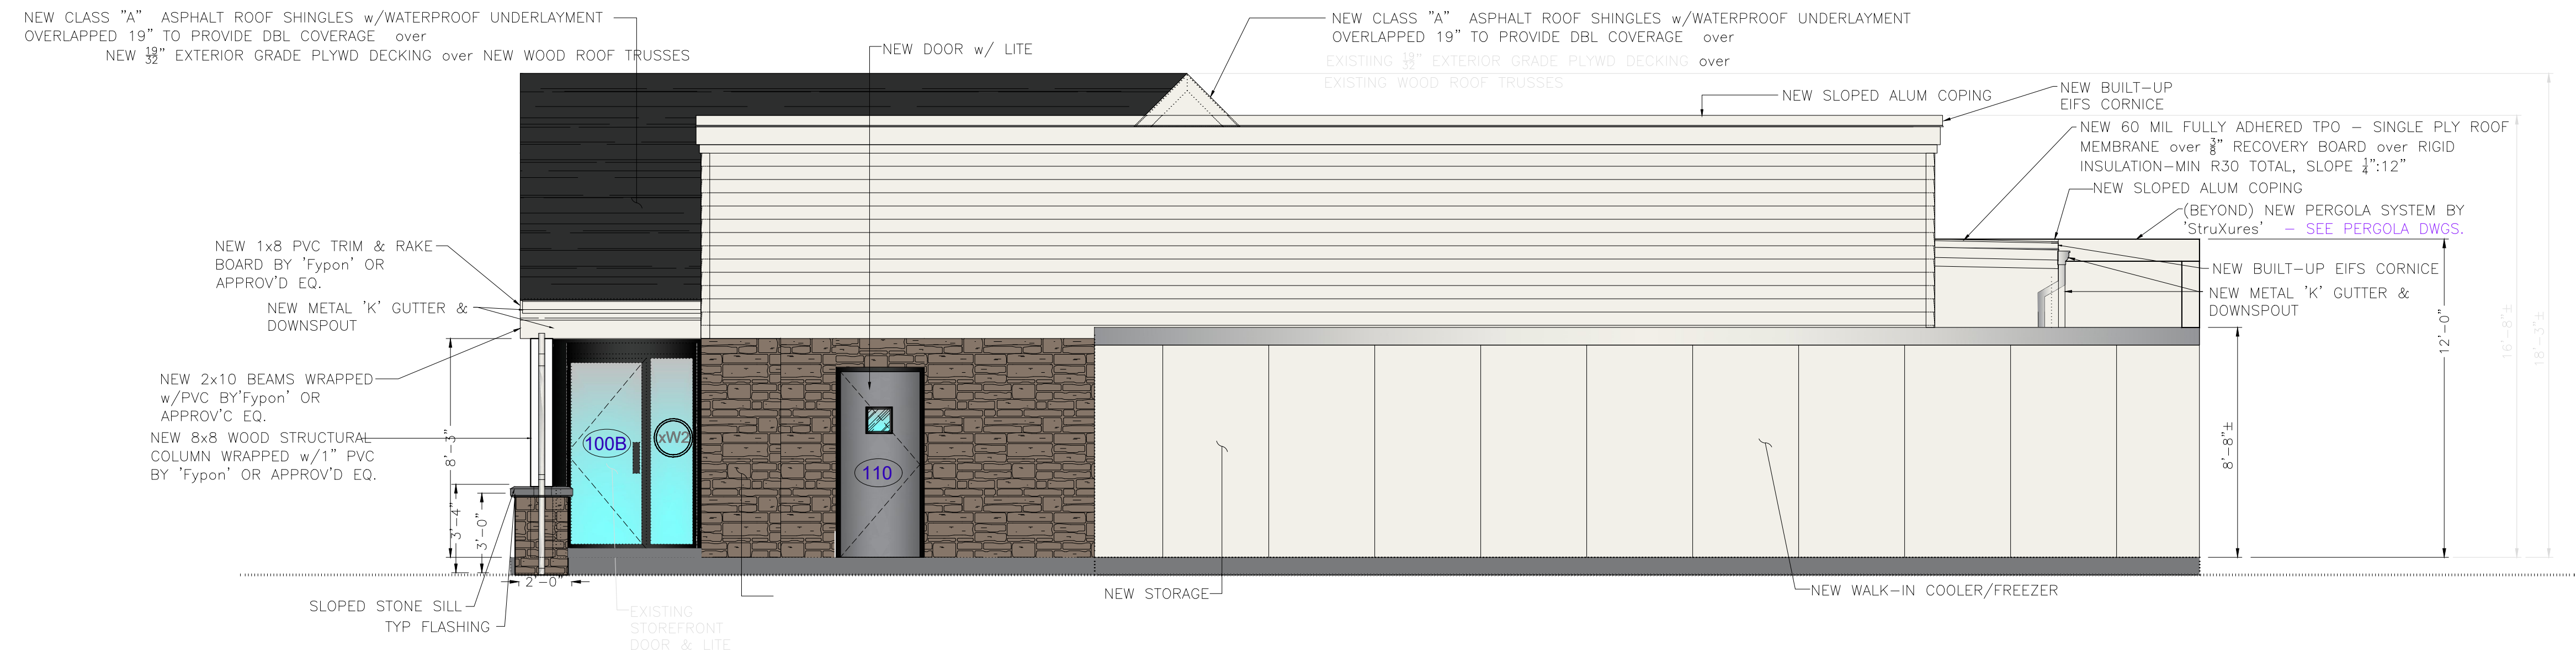 NEW CLASS "A" ASPHALT ROOF SHINGLES w/WATERPROOF UNDERLAYMENT
OVERLAPPED 19" TO PROVIDE DBL COVERAGE over
NEW 19/32" EXTERIOR GRADE PLYWD DECKING over NEW WOOD ROOF TRUSSES
NEW DOOR w/ LITE
NEW CLASS "A" ASPHALT ROOF SHINGLES w/WATERPROOF UNDERLAYMENT
OVERLAPPED 19" TO PROVIDE DBL COVERAGE over
EXISTIING 19/32" EXTERIOR GRADE PLYWD DECKING over
EXISTING WOOD ROOF TRUSSES
NEW SLOPED ALUM COPING
NEW BUILT-UP
EIFS CORNICE
NEW 60 MIL FULLY ADHERED TPO - SINGLE PLY ROOF
MEMBRANE over 3/8" RECOVERY BOARD over RIGID
INSULATION-MIN R30 TOTAL, SLOPE 1/4":12"
NEW SLOPED ALUM COPING
(BEYOND) NEW PERGOLA SYSTEM BY
'StruXures' - SEE PERGOLA DWGS.
NEW BUILT-UP EIFS CORNICE
NEW METAL 'K' GUTTER &
DOWNSPOUT
NEW 1x8 PVC TRIM & RAKE
BOARD BY 'Fypon' OR
APPROV'D EQ.
NEW METAL 'K' GUTTER &
DOWNSPOUT
NEW 2x10 BEAMS WRAPPED
w/PVC BY'Fypon' OR
APPROV'C EQ.
NEW 8x8 WOOD STRUCTURAL
COLUMN WRAPPED w/1" PVC
BY 'Fypon' OR APPROV'D EQ.
8'-3"
3'-4"
3'-0"
2'-0"
100B
xW2
110
8'-8"±
12'-0"
16'-8"±
18'-3"±
SLOPED STONE SILL
TYP FLASHING
EXISTING
STOREFRONT
DOOR & LITE
NEW STORAGE
NEW WALK-IN COOLER/FREEZER